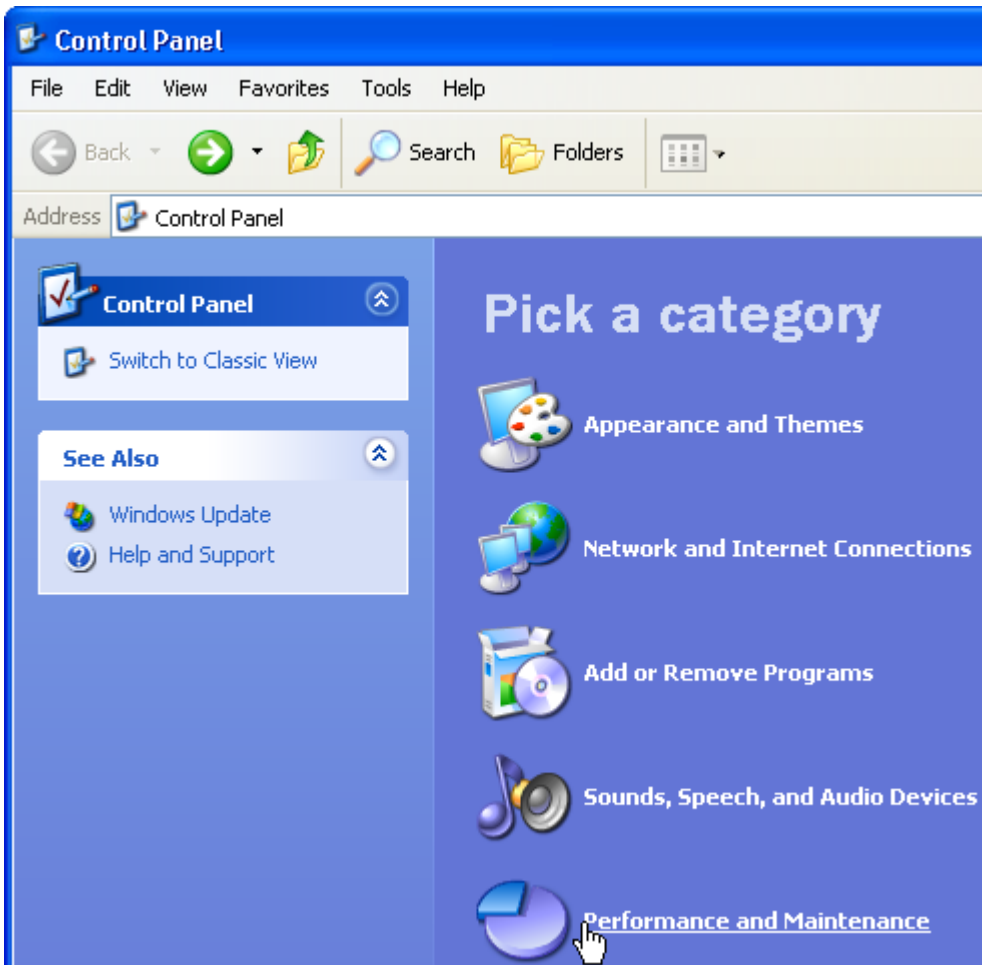 Control Panel
File Edit View Favorites Tools Help
Back Search Folders
Address Control Panel
Control Panel
Switch to Classic View
See Also
Windows Update
Help and Support
Pick a category
Appearance and Themes
Network and Internet Connections
Add or Remove Programs
Sounds, Speech, and Audio Devices
Performance and Maintenance